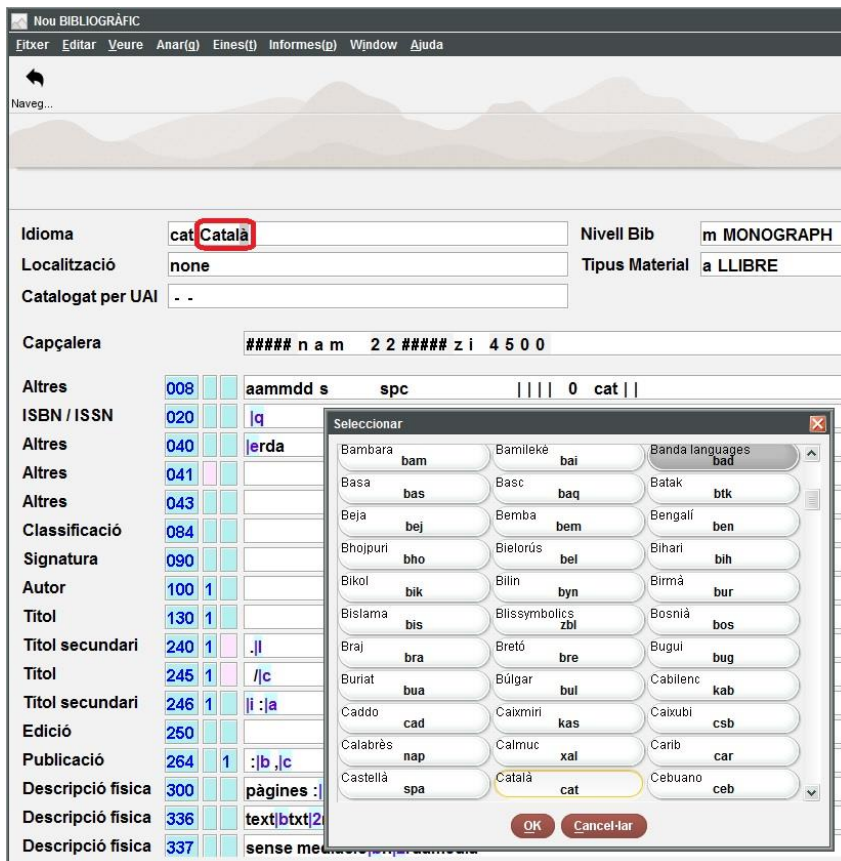 Nou BIBLIOGRÀFIC
Fitxer Editar Veure Anar(g) Eines(t) Informes(p) Window Ajuda
Naveg...
Idioma cat Català Nivell Bib m MONOGRAPH
Localització none Tipus Material a LLIBRE
Catalogat per UAI - -
Capçalera ##### n a m 2 2 ##### z i 4 5 0 0
Altres 008 aammdd s spc | | | | 0 cat | |
ISBN / ISSN 020 |q
Altres 040 |erda
Altres 041
Altres 043
Classificació 084
Signatura 090
Autor 100 1
Títol 130 1
Títol secundari 240 1 .|l
Títol 245 1 /|c
Títol secundari 246 1 |i :|a
Edició 250
Publicació 264 1 :|b ,|c
Descripció física 300 pàgines :|
Descripció física 336 text|btxt|2
Descripció física 337 sense
Seleccionar
Bambara bam Bamilekè bai Banda languages bad
Basa bas Basc baq Batak btk
Beja bej Bemba bem Bengalí ben
Bhojpuri bho Bielorús bel Bihari bih
Bikol bik Bilin byn Birmà bur
Bislama bis Blissymbolics zbl Bosnià bos
Braj bra Bretó bre Bugui bug
Buriat bua Búlgar bul Cabilenc kab
Caddo cad Caixmiri kas Caixubi csb
Calabrès nap Calmuc xal Carib car
Castellà spa Català cat Cebuano ceb
OK Cancel·lar